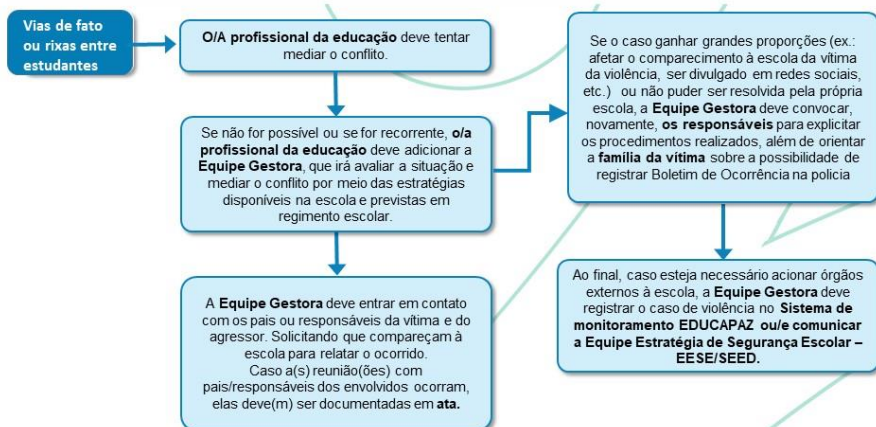 Vias de fato
ou rixas entre
estudantes
O/A profissional da educação deve tentar
mediar o conflito.
Se não for possível ou se for recorrente, o/a
profissional da educação deve adicionar a
Equipe Gestora, que irá avaliar a situação e
mediar o conflito por meio das estratégias
disponíveis na escola e previstas em
regimento escolar.
A Equipe Gestora deve entrar em contato
com os pais ou responsáveis da vítima e do
agressor. Solicitando que compareçam à
escola para relatar o ocorrido.
Caso a(s) reunião(ões) com
pais/responsáveis dos envolvidos ocorram,
elas deve(m) ser documentadas em ata.
Se o caso ganhar grandes proporções (ex.:
afetar o comparecimento à escola da vítima
da violência, ser divulgado em redes sociais,
etc.) ou não puder ser resolvida pela própria
escola, a Equipe Gestora deve convocar,
novamente, os responsáveis para explicitar
os procedimentos realizados, além de orientar
a família da vítima sobre a possibilidade de
registrar Boletim de Ocorrência na policia
Ao final, caso esteja necessário acionar órgãos
externos à escola, a Equipe Gestora deve
registrar o caso de violência no Sistema de
monitoramento EDUCAPAZ ou/e comunicar
a Equipe Estratégia de Segurança Escolar –
EESE/SEED.